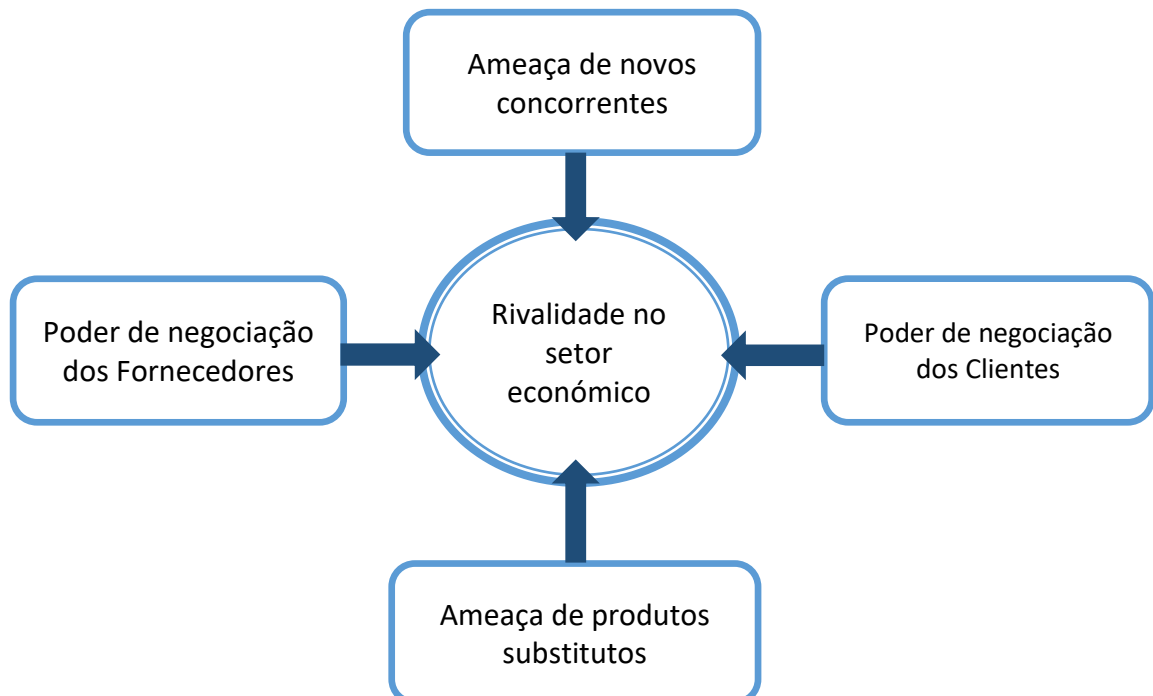 Ameaça de novos
concorrentes
Poder de negociação
dos Fornecedores
Rivalidade no
setor
económico
Poder de negociação
dos Clientes
Ameaça de produtos
substitutos